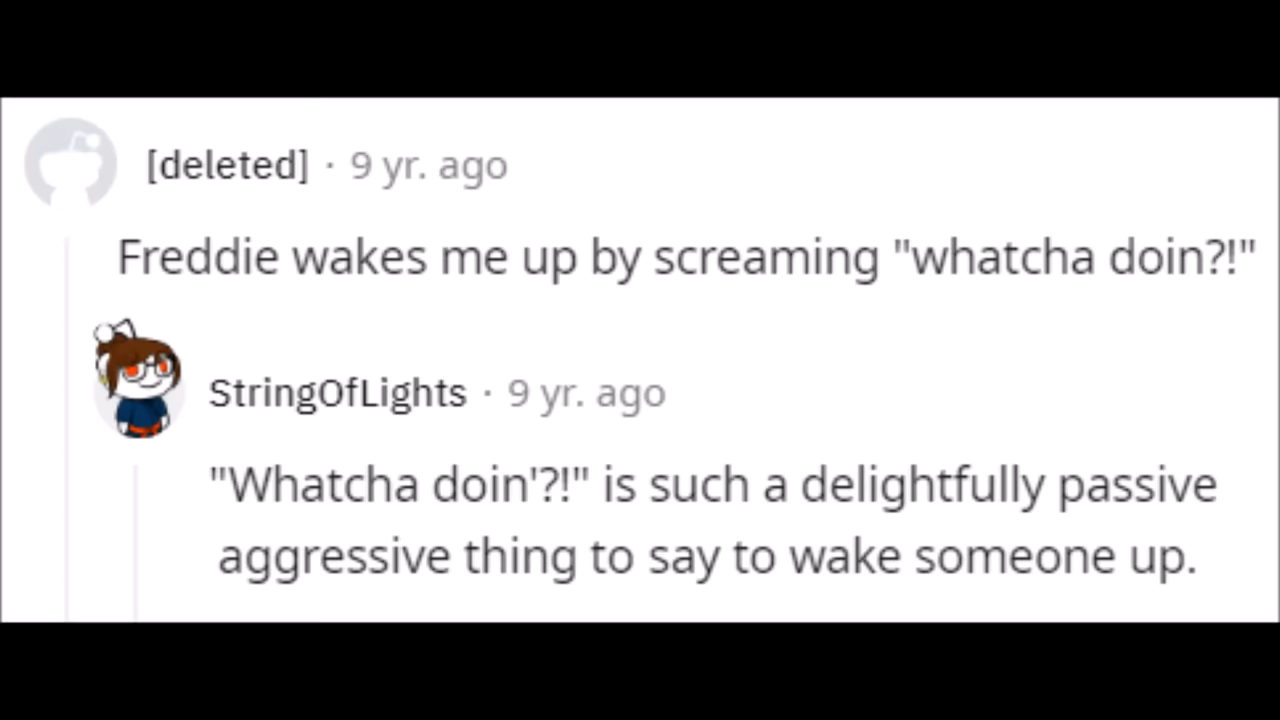 [deleted] · 9 yr. ago
Freddie wakes me up by screaming "whatcha doin?!"
StringOfLights · 9 yr. ago
"Whatcha doin'?!" is such a delightfully passive
aggressive thing to say to wake someone up.